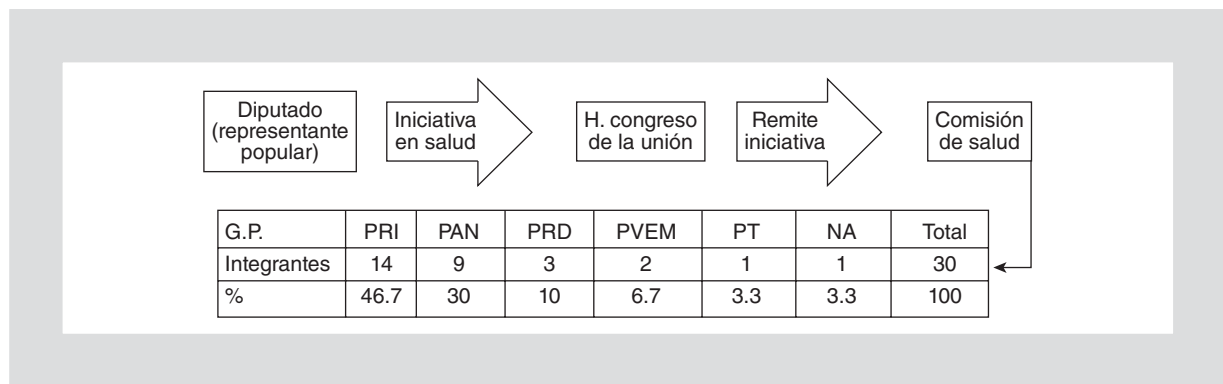 Diputado
(representante
popular)
Iniciativa
en salud
H. congreso
de la unión
Remite
iniciativa
Comisión
de salud
G.P. PRI PAN PRD PVEM PT NA Total
Integrantes 14 9 3 2 1 1 30
% 46.7 30 10 6.7 3.3 3.3 100